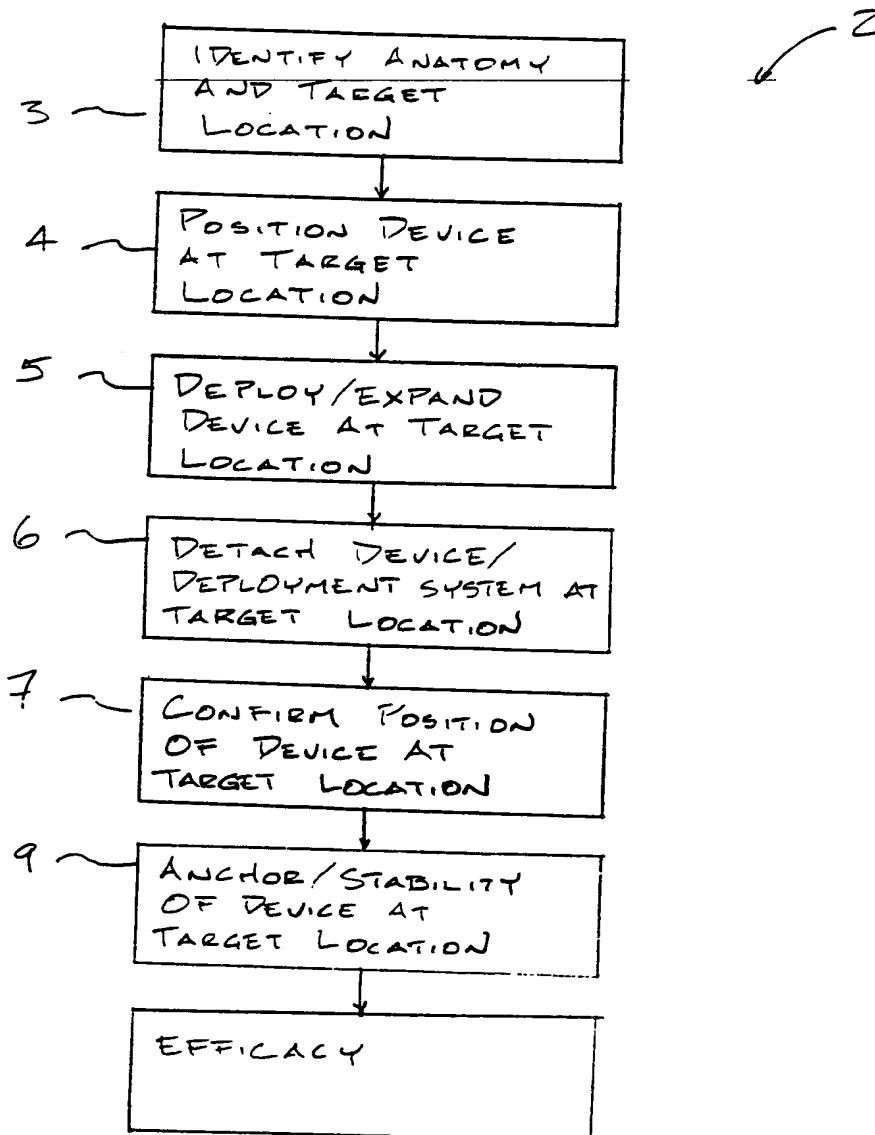 2
IDENTIFY ANATOMY
AND TARGET
LOCATION
3
POSITION DEVICE
AT TARGET
LOCATION
4
DEPLOY/EXPAND
DEVICE AT TARGET
LOCATION
5
DETACH DEVICE/
DEPLOYMENT SYSTEM AT
TARGET LOCATION
6
CONFIRM POSITION
OF DEVICE AT
TARGET LOCATION
7
ANCHOR/STABILITY
OF DEVICE AT
TARGET LOCATION
9
EFFICACY